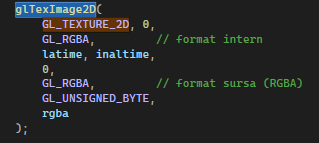 glTexImage2D(
GL_TEXTURE_2D, 0,
GL_RGBA, // format intern
latime, inaltime,
0,
GL_RGBA, // format sursa (RGBA)
GL_UNSIGNED_BYTE,
rgba
);